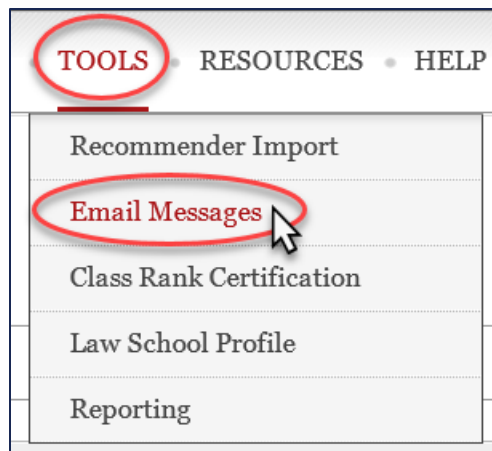 TOOLS • RESOURCES • HELP
Recommender Import
Email Messages
Class Rank Certification
Law School Profile
Reporting